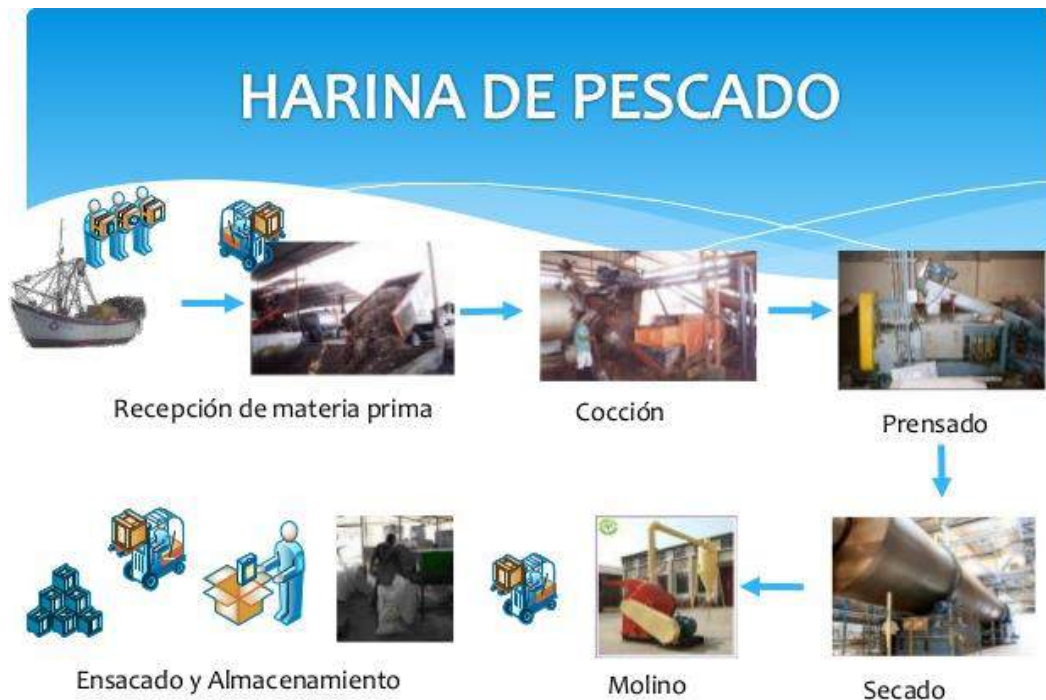 HARINA DE PESCADO
Recepción de materia prima
Cocción
Prensado
Ensacado y Almacenamiento
Molino
Secado